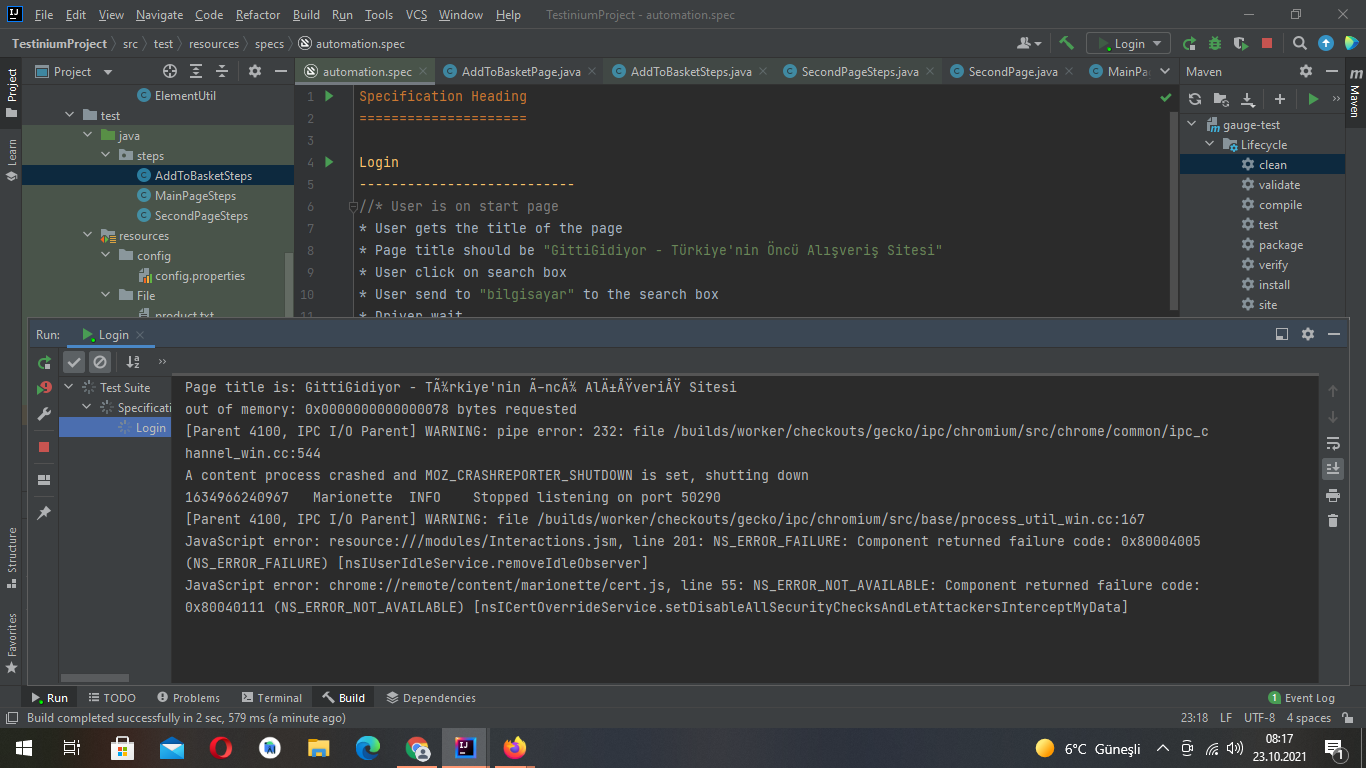 File Edit View Navigate Code Refactor Build Run Tools VCS Window Help TestiniumProject - automation.spec
TestiniumProject src test resources specs automation.spec Login
Project automation.spec AddToBasketPage.java AddToBasketSteps.java SecondPageSteps.java SecondPage.java MainPa Maven
Project
Learn
Structure
Favorites
ElementUtil
test
java
steps
AddToBasketSteps
MainPageSteps
SecondPageSteps
resources
config
config.properties
File
product.txt
1 Specification Heading
2 =====================
3
4 Login
5 ---------------------------
6 //* User is on start page
7 * User gets the title of the page
8 * Page title should be "GittiGidiyor - Türkiye'nin Öncü Alışveriş Sitesi"
9 * User click on search box
10 * User send to "bilgisayar" to the search box
11 * Driver wait
gauge-test
Lifecycle
clean
validate
compile
test
package
verify
install
site
Maven
Run: Login
Test Suite
Specificati
Login
Page title is: GittiGidiyor - TÃ¾rkiye'nin Ã–ncÃ¾ AlÄ±ÅŸveriÅŸ Sitesi
out of memory: 0x0000000000000078 bytes requested
[Parent 4100, IPC I/O Parent] WARNING: pipe error: 232: file /builds/worker/checkouts/gecko/ipc/chromium/src/chrome/common/ipc_c
hannel_win.cc:544
A content process crashed and MOZ_CRASHREPORTER_SHUTDOWN is set, shutting down
1634966240967 Marionette INFO Stopped listening on port 50290
[Parent 4100, IPC I/O Parent] WARNING: file /builds/worker/checkouts/gecko/ipc/chromium/src/base/process_util_win.cc:167
JavaScript error: resource:///modules/Interactions.jsm, line 201: NS_ERROR_FAILURE: Component returned failure code: 0x80004005
(NS_ERROR_FAILURE) [nsIUserIdleService.removeIdleObserver]
JavaScript error: chrome://remote/content/marionette/cert.js, line 55: NS_ERROR_NOT_AVAILABLE: Component returned failure code:
0x80040111 (NS_ERROR_NOT_AVAILABLE) [nsICertOverrideService.setDisableAllSecurityChecksAndLetAttackersInterceptMyData]
Run TODO Problems Terminal Build Dependencies 1 Event Log
Build completed successfully in 2 sec, 579 ms (a minute ago) 23:18 LF UTF-8 4 spaces
6°C Güneşli 08:17
23.10.2021 1